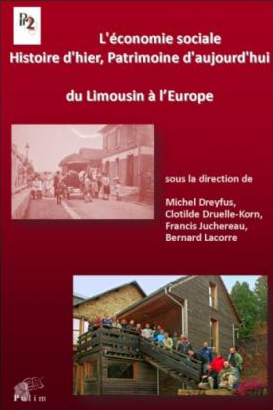 L'économie sociale
Histoire d'hier, Patrimoine d'aujourd'hui
du Limousin à l'Europe
sous la direction de
Michel Dreyfus,
Clotilde Druelle-Korn,
Francis Juchereau,
Bernard Lacorre
Pulim